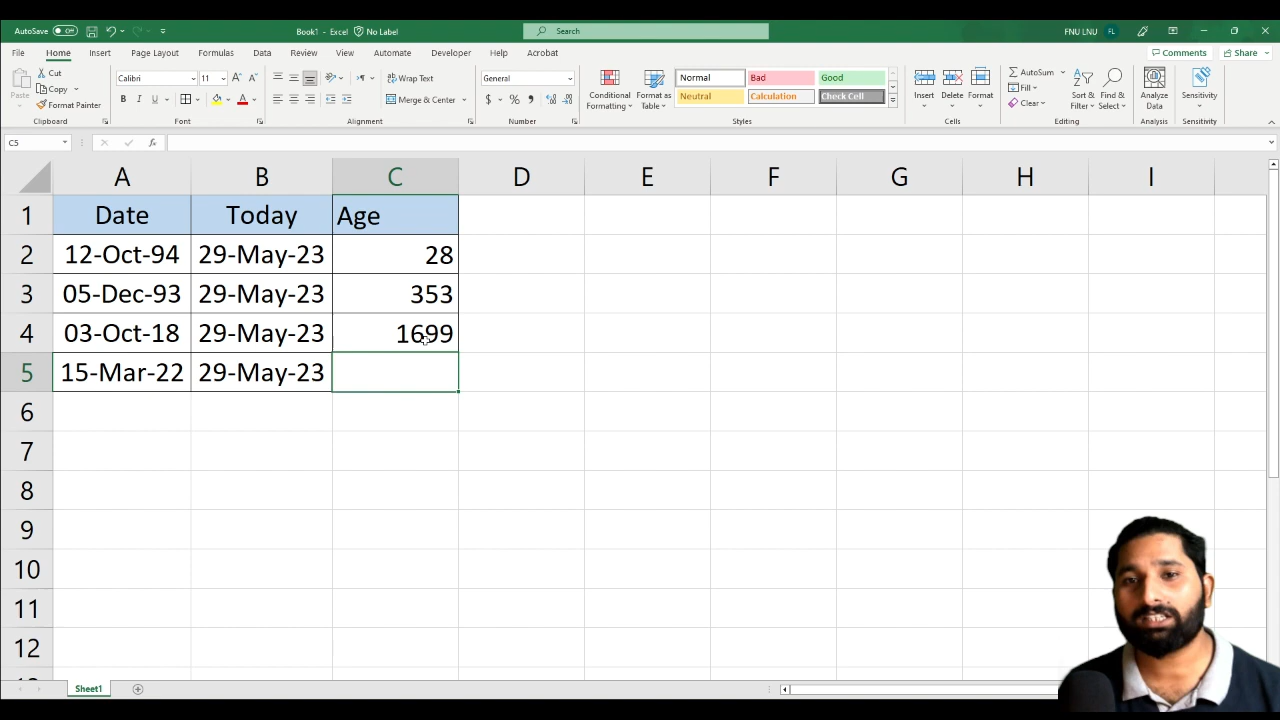 AutoSave Off Book1 - Excel No Label Search FNU LNU FL
File Home Insert Page Layout Formulas Data Review View Automate Developer Help Acrobat Comments Share
Paste Cut Copy Format Painter Calibri 11 B I U A A A Wrap Text Merge & Center General $ % Conditional Formatting Format as Table Normal Bad Good Neutral Calculation Check Cell Insert Delete Format AutoSum Fill Clear Sort & Filter Find & Select Analyze Data Sensitivity
Clipboard Font Alignment Number Styles Cells Editing Analysis Sensitivity
C5 fx
A B C D E F G H I
1 Date Today Age
2 12-Oct-94 29-May-23 28
3 05-Dec-93 29-May-23 353
4 03-Oct-18 29-May-23 1699
5 15-Mar-22 29-May-23
6
7
8
9
10
11
12
Sheet1